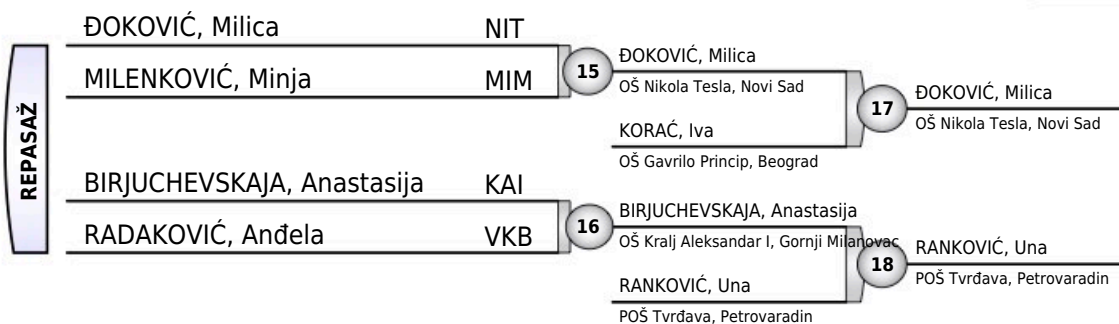 REPASAŽ
ĐOKOVIĆ, Milica NIT
MILENKOVIĆ, Minja MIM
15
ĐOKOVIĆ, Milica
OŠ Nikola Tesla, Novi Sad
KORAĆ, Iva
OŠ Gavrilo Princip, Beograd
17
ĐOKOVIĆ, Milica
OŠ Nikola Tesla, Novi Sad
BIRJUCHEVSKAJA, Anastasija KAI
RADAKOVIĆ, Anđela VKB
16
BIRJUCHEVSKAJA, Anastasija
OŠ Kralj Aleksandar I, Gornji Milanovac
RANKOVIĆ, Una
POŠ Tvrđava, Petrovaradin
18
RANKOVIĆ, Una
POŠ Tvrđava, Petrovaradin